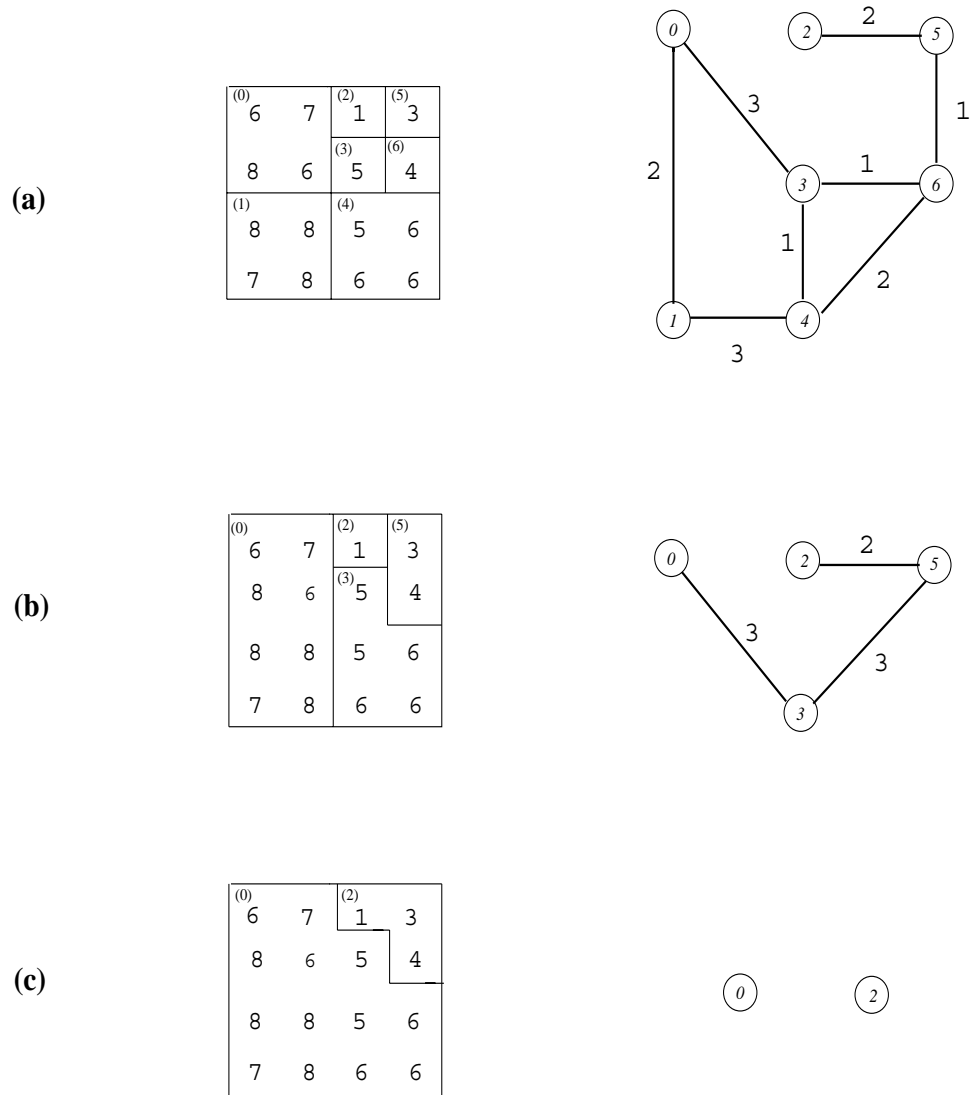 0 2 2 5
(0) 6 7 (2) 1 (5) 3
3 1
8 6 (3) 5 (6) 4
(a) 2 3 1 6
(1) 8 8 (4) 5 6
1 2
7 8 6 6
1 4
3
(0) 6 7 (2) 1 (5) 3
0 2 2 5
(b) 8 6 (3) 5 4
3 3
8 8 5 6
7 8 6 6
3
(0) 6 7 (2) 1 3
(c) 8 6 5 4
0 2
8 8 5 6
7 8 6 6